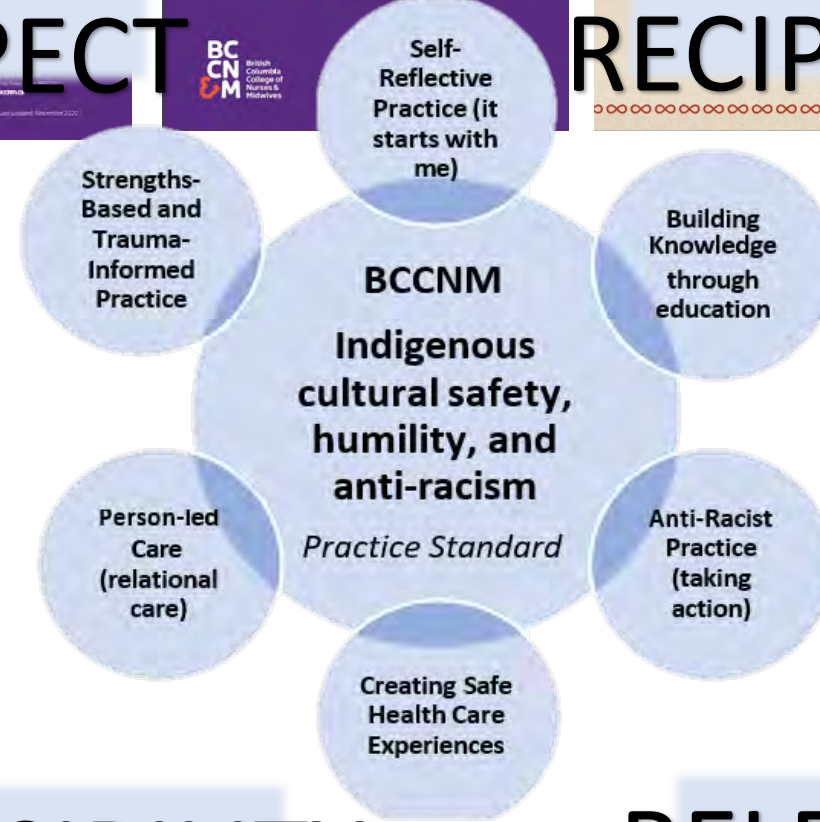 PECT
RECIP
BC
CN
&M
British
Columbia
College of
Nurses &
Midwives
Self-
Reflective
Practice (it
starts with
me)
Strengths-
Based and
Trauma-
Informed
Practice
Building
Knowledge
through
education
BCCNM
Indigenous
cultural safety,
humility, and
anti-racism
Practice Standard
Person-led
Care
(relational
care)
Anti-Racist
Practice
(taking
action)
Creating Safe
Health Care
Experiences